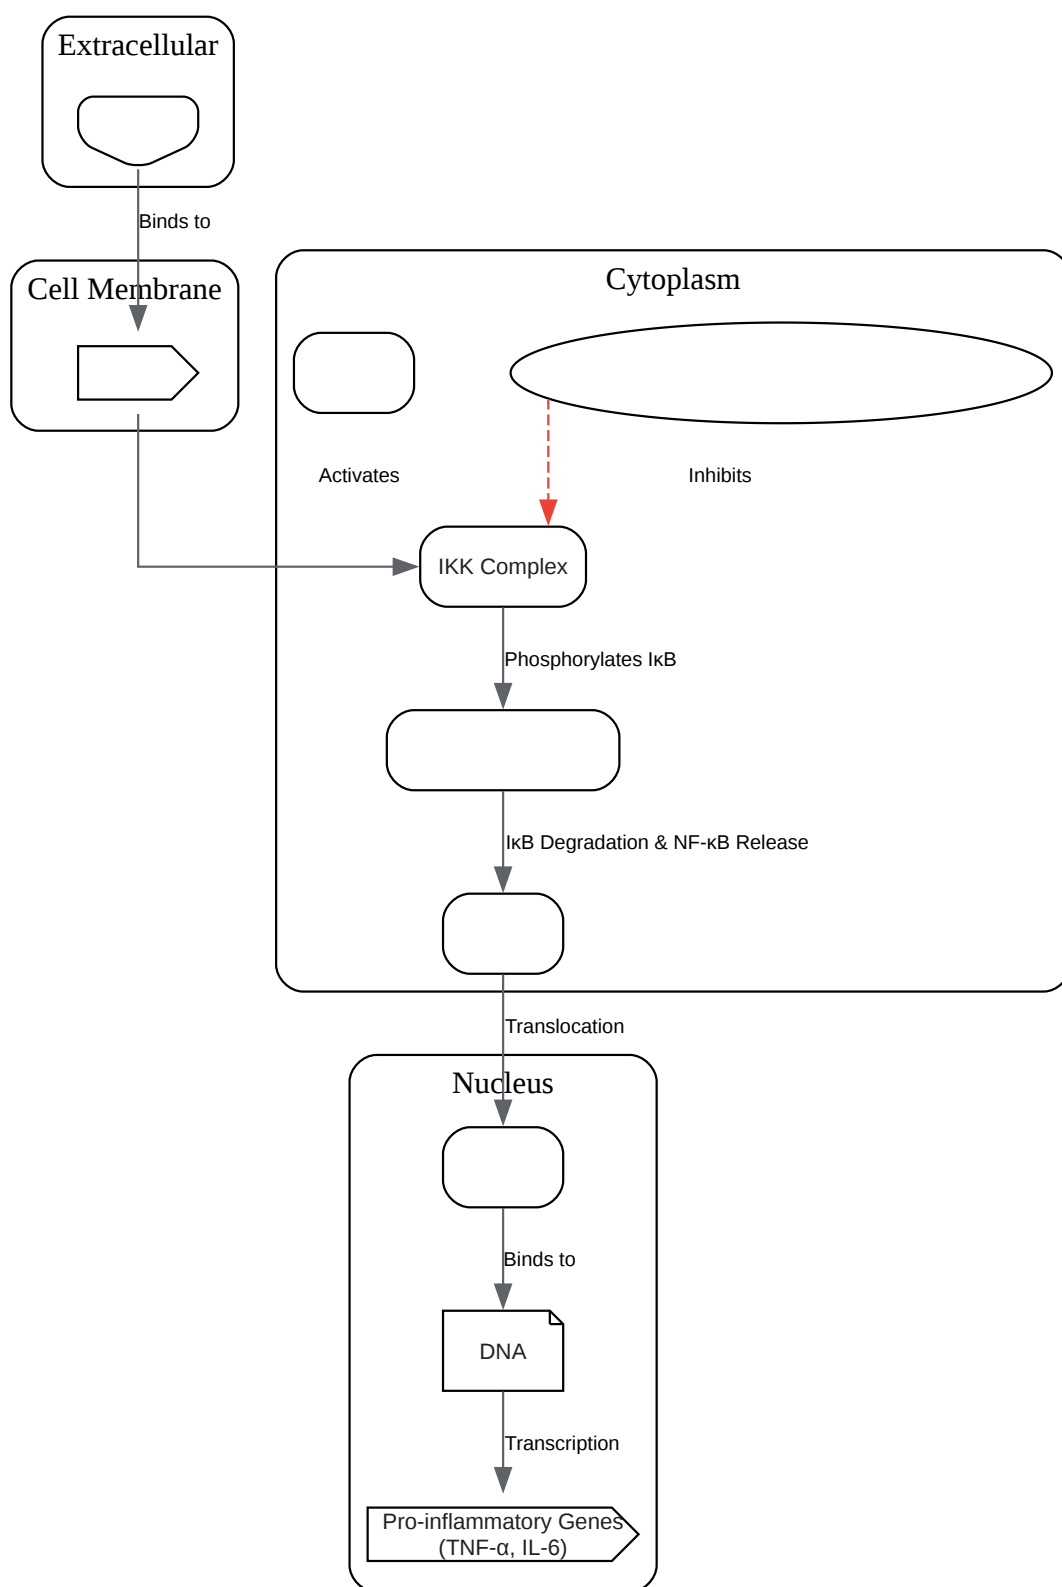 Extracellular
Binds to
Cell Membrane
Cytoplasm
Activates
Inhibits
IKK Complex
Phosphorylates IκB
IκB Degradation & NF-κB Release
Translocation
Nucleus
Binds to
DNA
Transcription
Pro-inflammatory Genes
(TNF-α, IL-6)